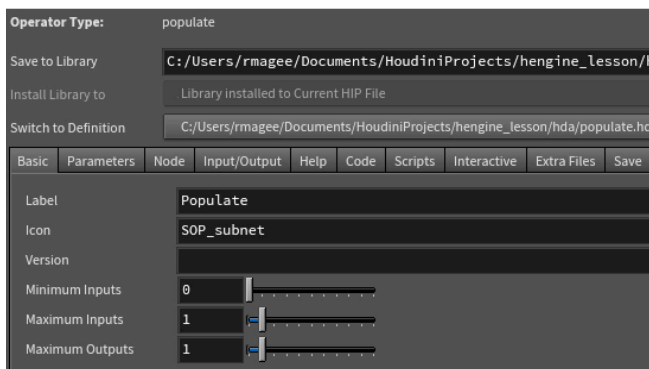 Operator Type: populate
Save to Library C:/Users/rmagee/Documents/HoudiniProjects/hengine_lesson/
Install Library to Library installed to Current HIP File
Switch to Definition C:/Users/rmagee/Documents/HoudiniProjects/hengine_lesson/hda/populate.hd
Basic Parameters Node Input/Output Help Code Scripts Interactive Extra Files Save
Label Populate
Icon SOP_subnet
Version
Minimum Inputs 0
Maximum Inputs 1
Maximum Outputs 1